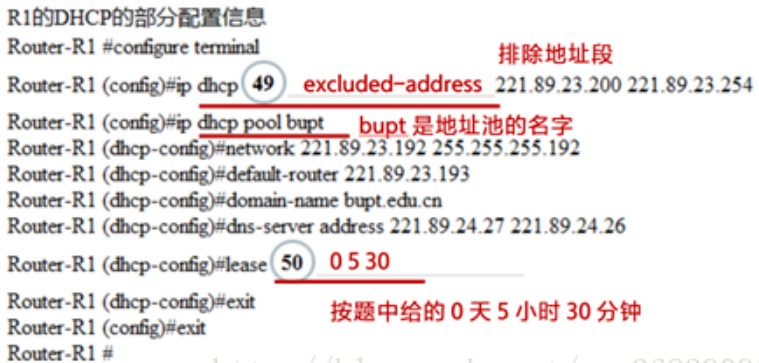 R1的DHCP的部分配置信息
Router-R1 #configure terminal
排除地址段
Router-R1 (config)#ip dhcp 49 excluded-address 221.89.23.200 221.89.23.254
Router-R1 (config)#ip dhcp pool bupt bupt 是地址池的名字
Router-R1 (dhcp-config)#network 221.89.23.192 255.255.255.192
Router-R1 (dhcp-config)#default-router 221.89.23.193
Router-R1 (dhcp-config)#domain-name bupt.edu.cn
Router-R1 (dhcp-config)#dns-server address 221.89.24.27 221.89.24.26
Router-R1 (dhcp-config)#lease 50 0 5 30
Router-R1 (dhcp-config)#exit
按题中给的 0 天 5 小时 30 分钟
Router-R1 (config)#exit
Router-R1 #